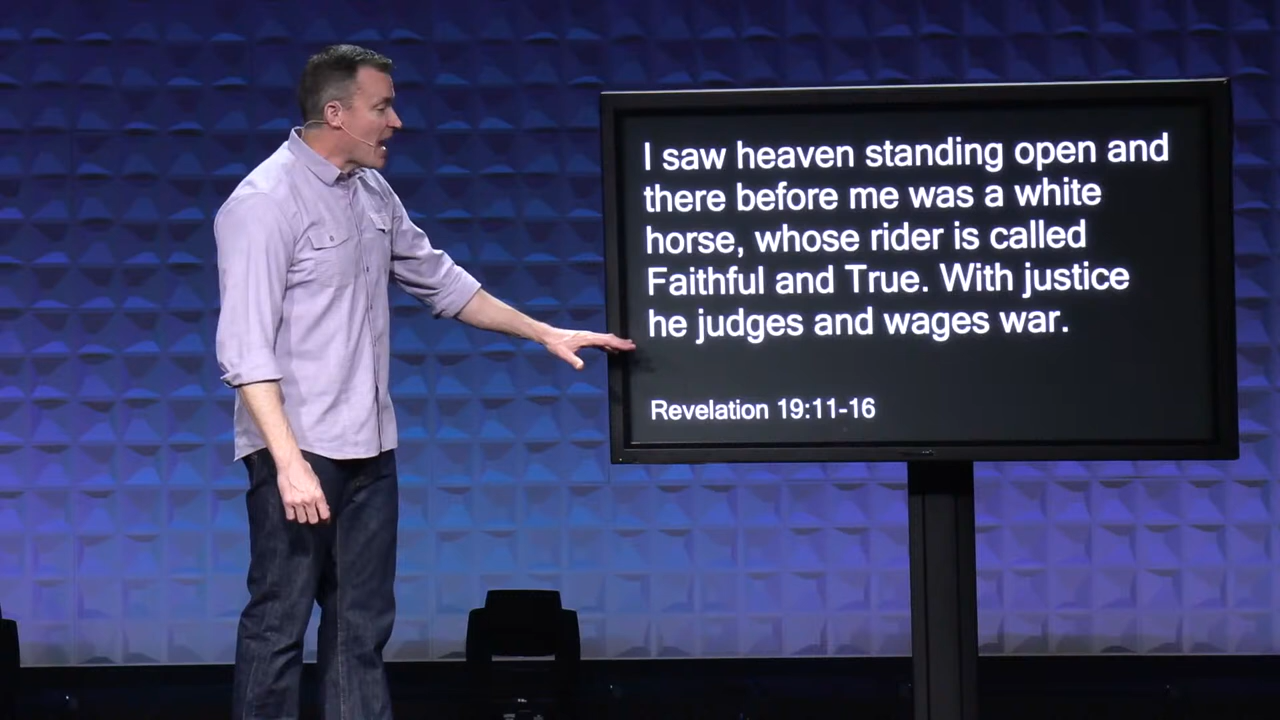 I saw heaven standing open and
there before me was a white
horse, whose rider is called
Faithful and True. With justice
he judges and wages war.
Revelation 19:11-16